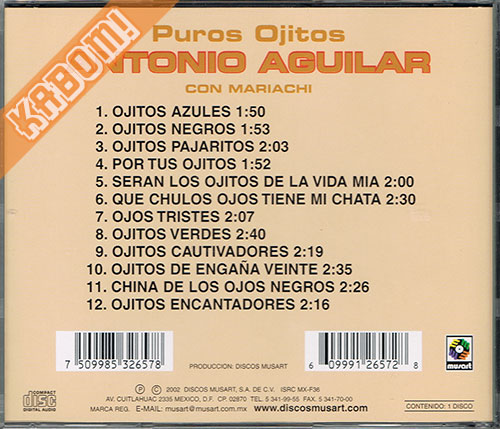 KABOM!
Puros Ojitos
ANTONIO AGUILAR
CON MARIACHI
1. OJITOS AZULES 1:50
2. OJITOS NEGROS 1:53
3. OJITOS PAJARITOS 2:03
4. POR TUS OJITOS 1:52
5. SERAN LOS OJITOS DE LA VIDA MIA 2:00
6. QUE CHULOS OJOS TIENE MI CHATA 2:30
7. OJOS TRISTES 2:07
8. OJITOS VERDES 2:40
9. OJITOS CAUTIVADORES 2:19
10. OJITOS DE ENGAÑA VEINTE 2:35
11. CHINA DE LOS OJOS NEGROS 2:26
12. OJITOS ENCANTADORES 2:16
7 509985 326578
6 09991 26572 8
musart
PRODUCCION: DISCOS MUSART
COMPACT disc DIGITAL AUDIO
℗ © 2002 DISCOS MUSART, S.A. DE C.V. ISRC MX-F36
AV. CUITLAHUAC 2335 MEXICO, D.F. CP. 02870 TEL. 5 341-50-77 FAX. 5 341-70-00
MARCA REG. E-MAIL: musart@musart.com.mx www.discosmusart.com
CONTENIDO: 1 DISCO